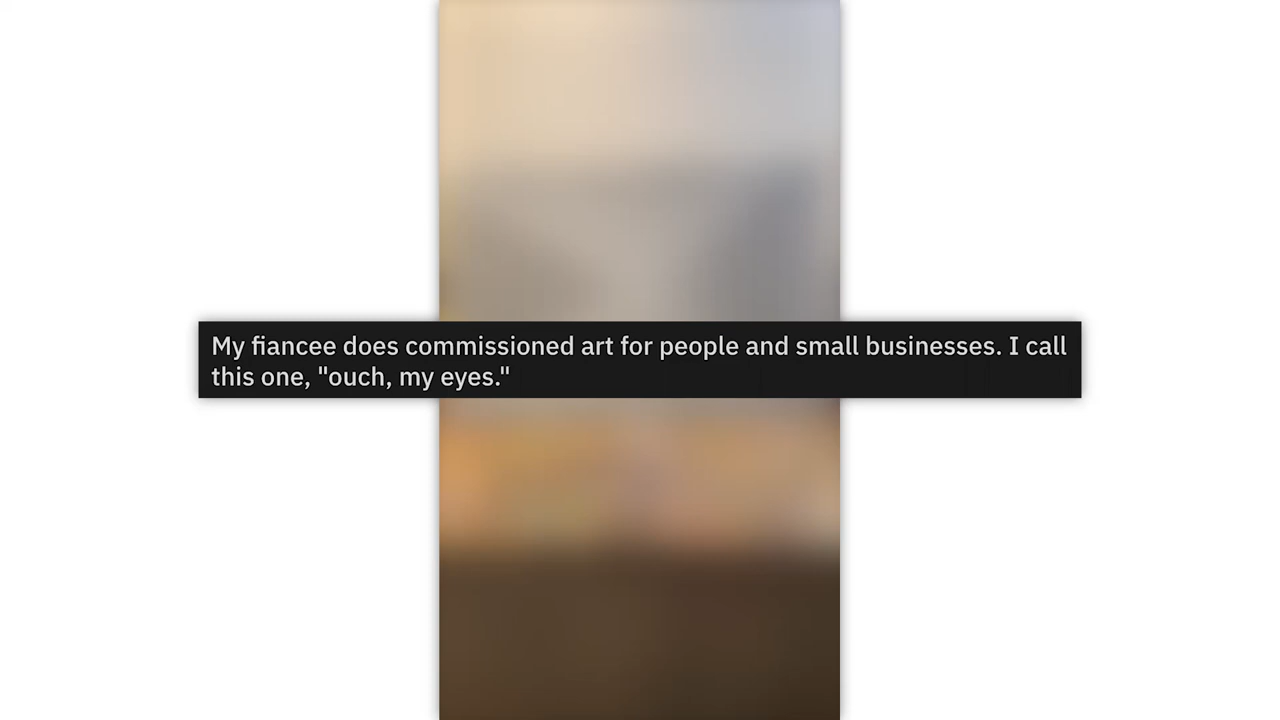 My fiancee does commissioned art for people and small businesses. I call
this one, "ouch, my eyes."